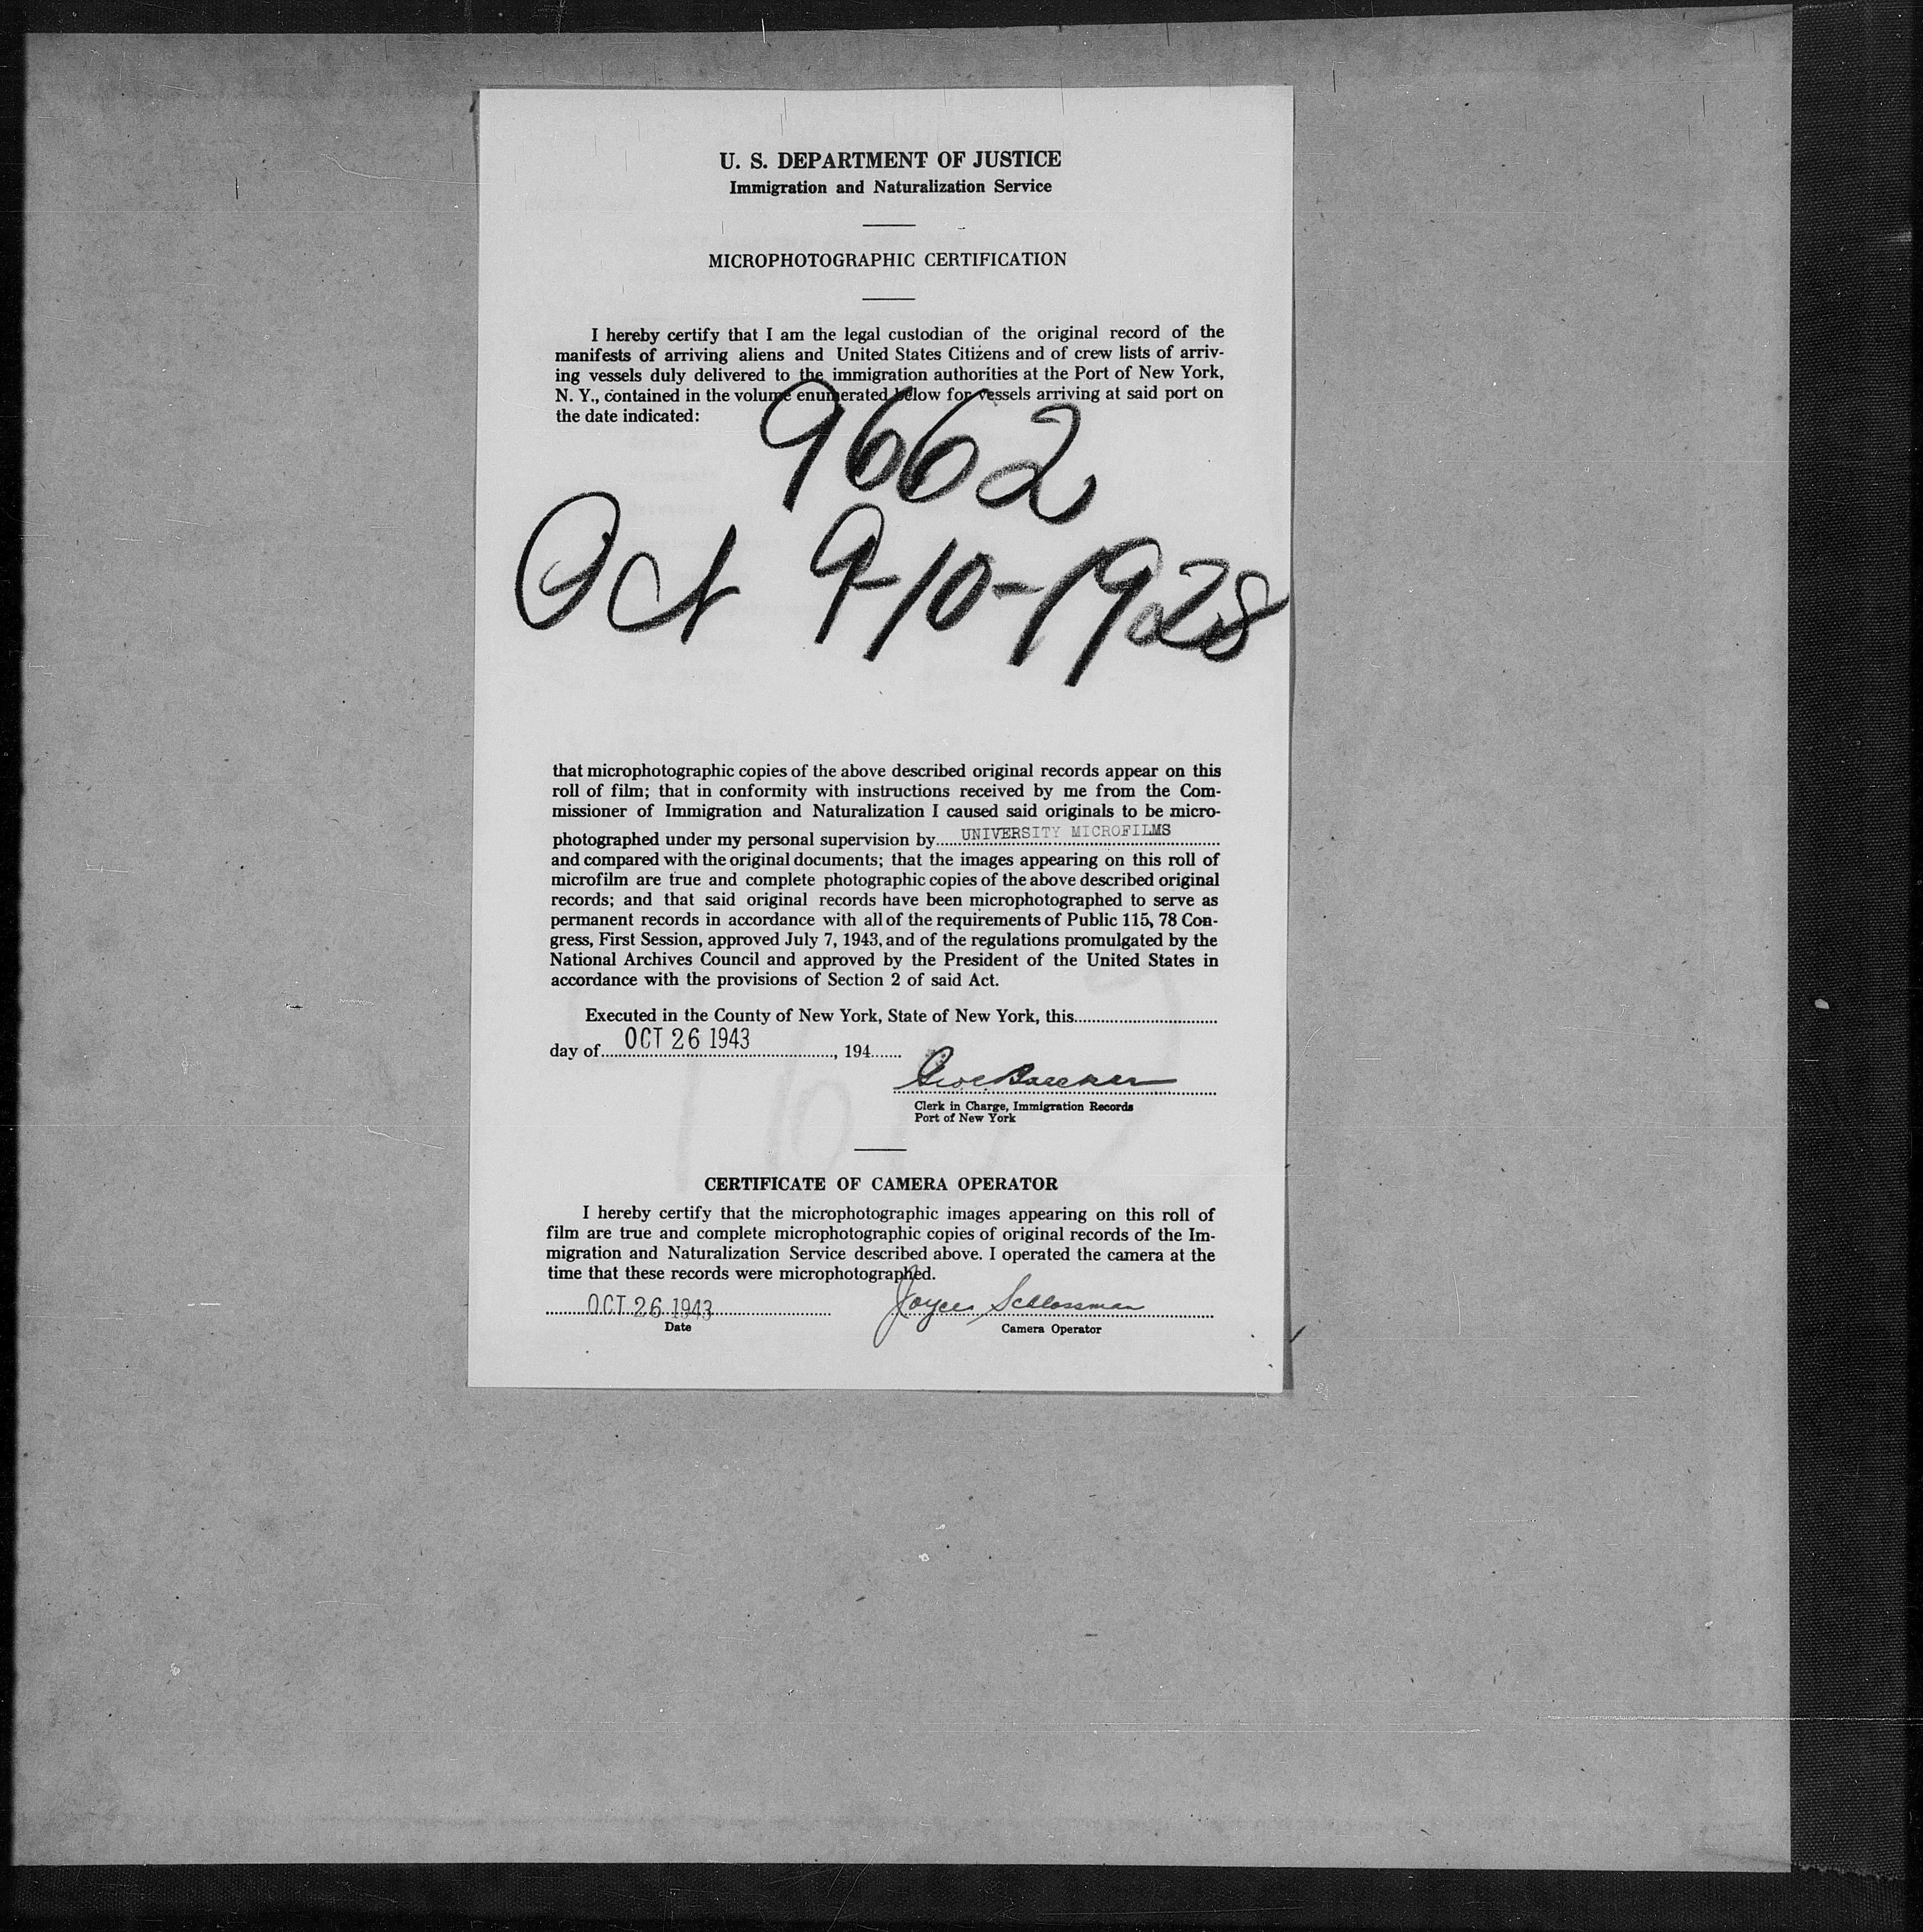 U. S. DEPARTMENT OF JUSTICE
Immigration and Naturalization Service
MICROPHOTOGRAPHIC CERTIFICATION
I hereby certify that I am the legal custodian of the original record of the
manifests of arriving aliens and United States Citizens and of crew lists of arriv-
ing vessels duly delivered to the immigration authorities at the Port of New York,
N. Y., contained in the volume enumerated below for vessels arriving at said port on
the date indicated:
9662
Oct 9-10-1928
that microphotographic copies of the above described original records appear on this
roll of film; that in conformity with instructions received by me from the Com-
missioner of Immigration and Naturalization I caused said originals to be micro-
photographed under my personal supervision by UNIVERSITY MICROFILMS
and compared with the original documents; that the images appearing on this roll of
microfilm are true and complete photographic copies of the above described original
records; and that said original records have been microphotographed to serve as
permanent records in accordance with all of the requirements of Public 115, 78 Con-
gress, First Session, approved July 7, 1943, and of the regulations promulgated by the
National Archives Council and approved by the President of the United States in
accordance with the provisions of Section 2 of said Act.
Executed in the County of New York, State of New York, this
day of OCT 26 1943, 194
Clerk in Charge, Immigration Records
Port of New York
CERTIFICATE OF CAMERA OPERATOR
I hereby certify that the microphotographic images appearing on this roll of
film are true and complete microphotographic copies of original records of the Im-
migration and Naturalization Service described above. I operated the camera at the
time that these records were microphotographed.
OCT 26 1943 Joyce Schlossman
Date Camera Operator